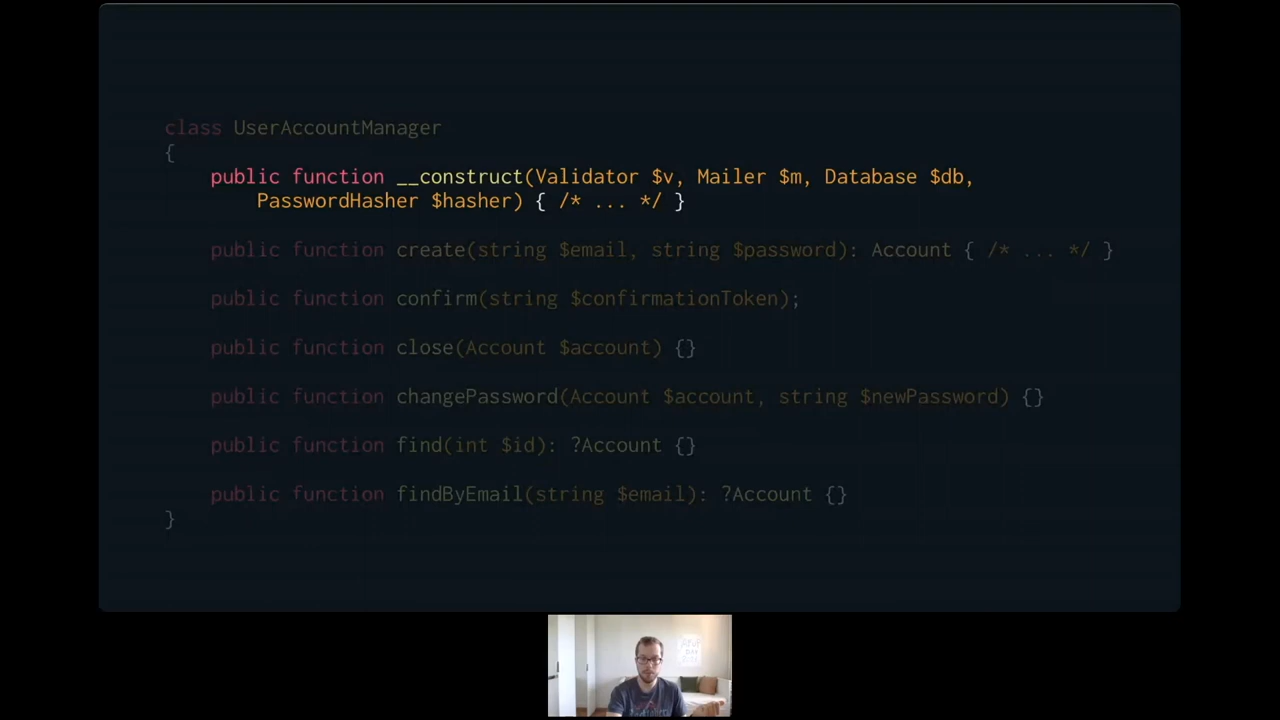 class UserAccountManager
{
public function __construct(Validator $v, Mailer $m, Database $db,
PasswordHasher $hasher) { /* ... */ }
public function create(string $email, string $password): Account { /* ... */ }
public function confirm(string $confirmationToken);
public function close(Account $account) {}
public function changePassword(Account $account, string $newPassword) {}
public function find(int $id): ?Account {}
public function findByEmail(string $email): ?Account {}
}